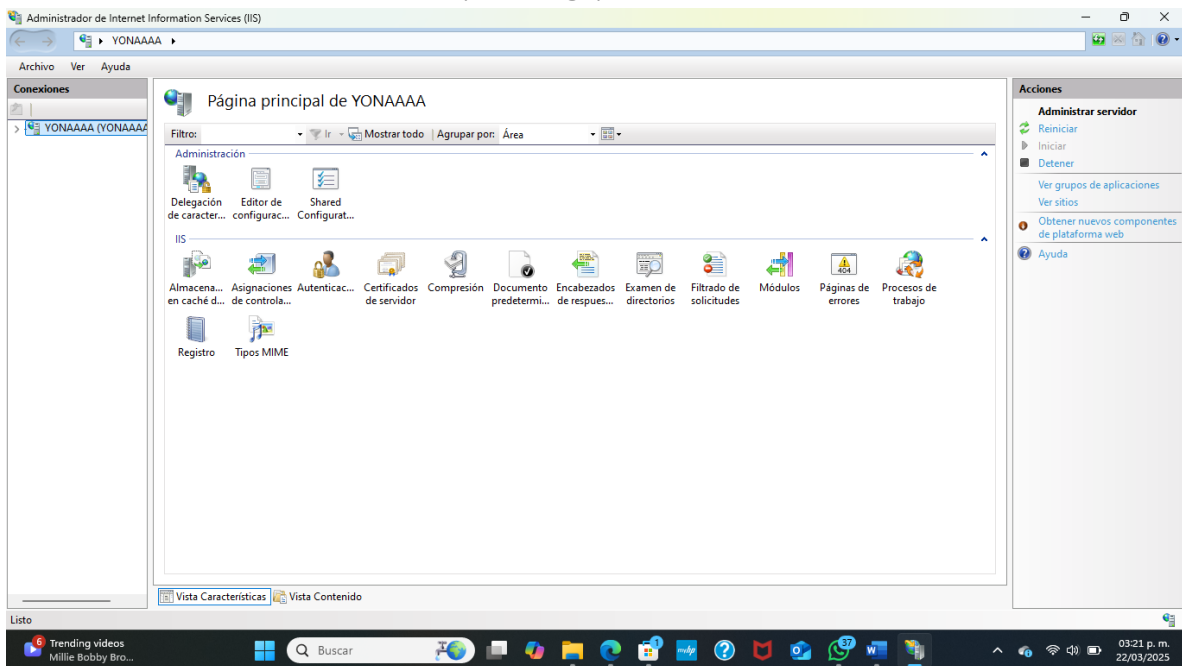 Administrador de Internet Information Services (IIS)
YONAAAA
Archivo Ver Ayuda
Conexiones
YONAAAA (YONAAAA
Página principal de YONAAAA
Filtro: Ir Mostrar todo Agrupar por: Área
Administración
Delegación de caracter...
Editor de configurac...
Shared Configurat...
IIS
Almacena... en caché d...
Asignaciones de controla...
Autenticac...
Certificados de servidor
Compresión
Documento predetermi...
Encabezados de respues...
Examen de directorios
Filtrado de solicitudes
Módulos
Páginas de errores
Procesos de trabajo
Registro
Tipos MIME
Vista Características Vista Contenido
Acciones
Administrar servidor
Reiniciar
Iniciar
Detener
Ver grupos de aplicaciones
Ver sitios
Obtener nuevos componentes
de plataforma web
Ayuda
Listo
6
Trending videos
Millie Bobby Bro...
Buscar
mydp
37
03:21 p. m.
22/03/2025